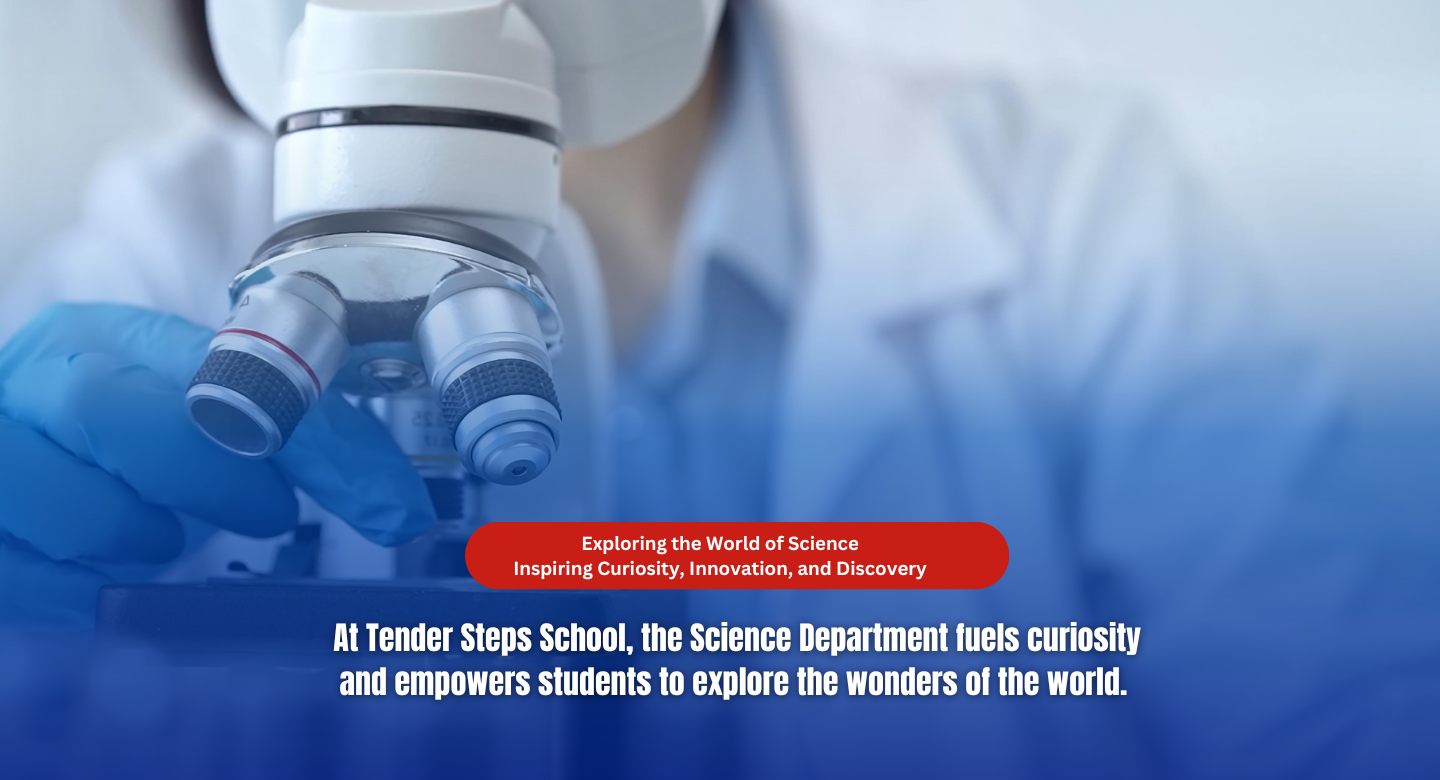 Exploring the World of Science
Inspiring Curiosity, Innovation, and Discovery
At Tender Steps School, the Science Department fuels curiosity
and empowers students to explore the wonders of the world.